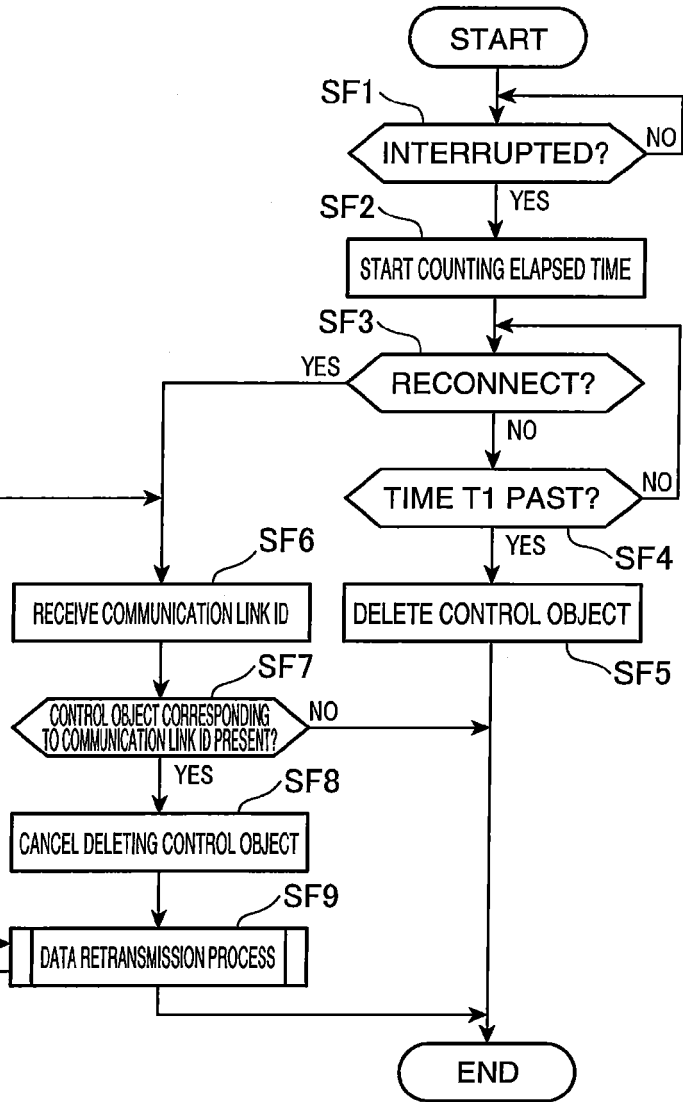 START
SF1
INTERRUPTED?
NO
YES
SF2
START COUNTING ELAPSED TIME
SF3
YES
RECONNECT?
NO
TIME T1 PAST?
NO
YES
SF4
SF6
RECEIVE COMMUNICATION LINK ID
DELETE CONTROL OBJECT
SF5
SF7
CONTROL OBJECT CORRESPONDING
TO COMMUNICATION LINK ID PRESENT?
NO
YES
SF8
CANCEL DELETING CONTROL OBJECT
SF9
DATA RETRANSMISSION PROCESS
END